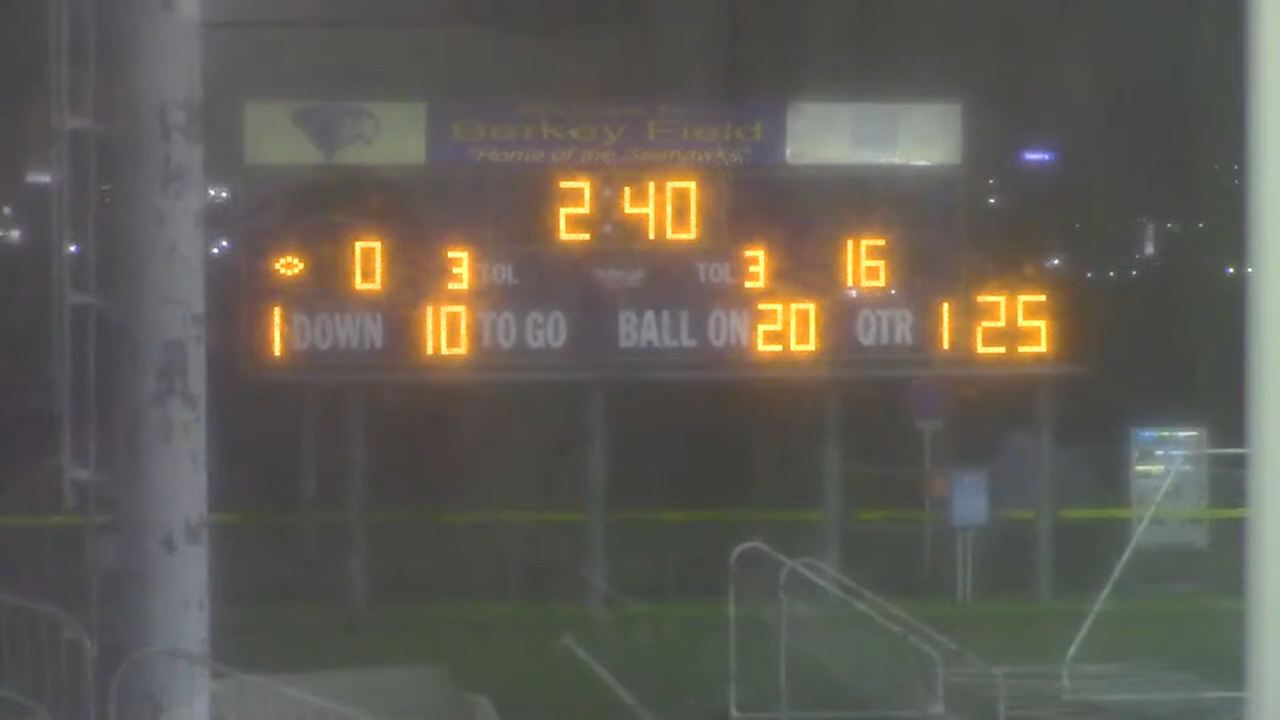 Berkey Field
"Home of the Seahawks"
2:40
0 3 TOL TOL 3 16
1 DOWN 10 TO GO BALL ON 20 QTR 1 25